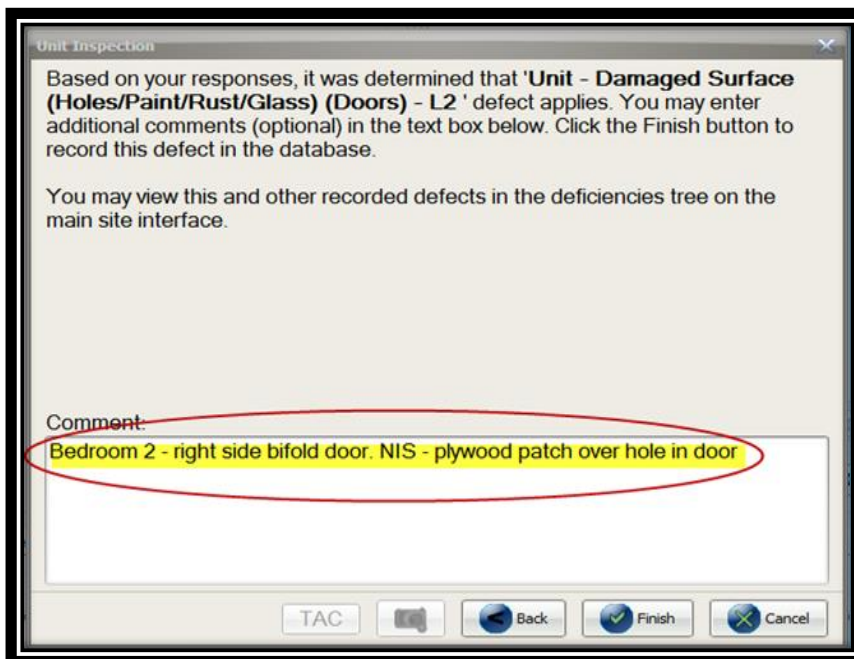 Unit Inspection
Based on your responses, it was determined that 'Unit - Damaged Surface
(Holes/Paint/Rust/Glass) (Doors) - L2 ' defect applies. You may enter
additional comments (optional) in the text box below. Click the Finish button to
record this defect in the database.
You may view this and other recorded defects in the deficiencies tree on the
main site interface.
Comment:
Bedroom 2 - right side bifold door. NIS - plywood patch over hole in door
TAC Back Finish Cancel